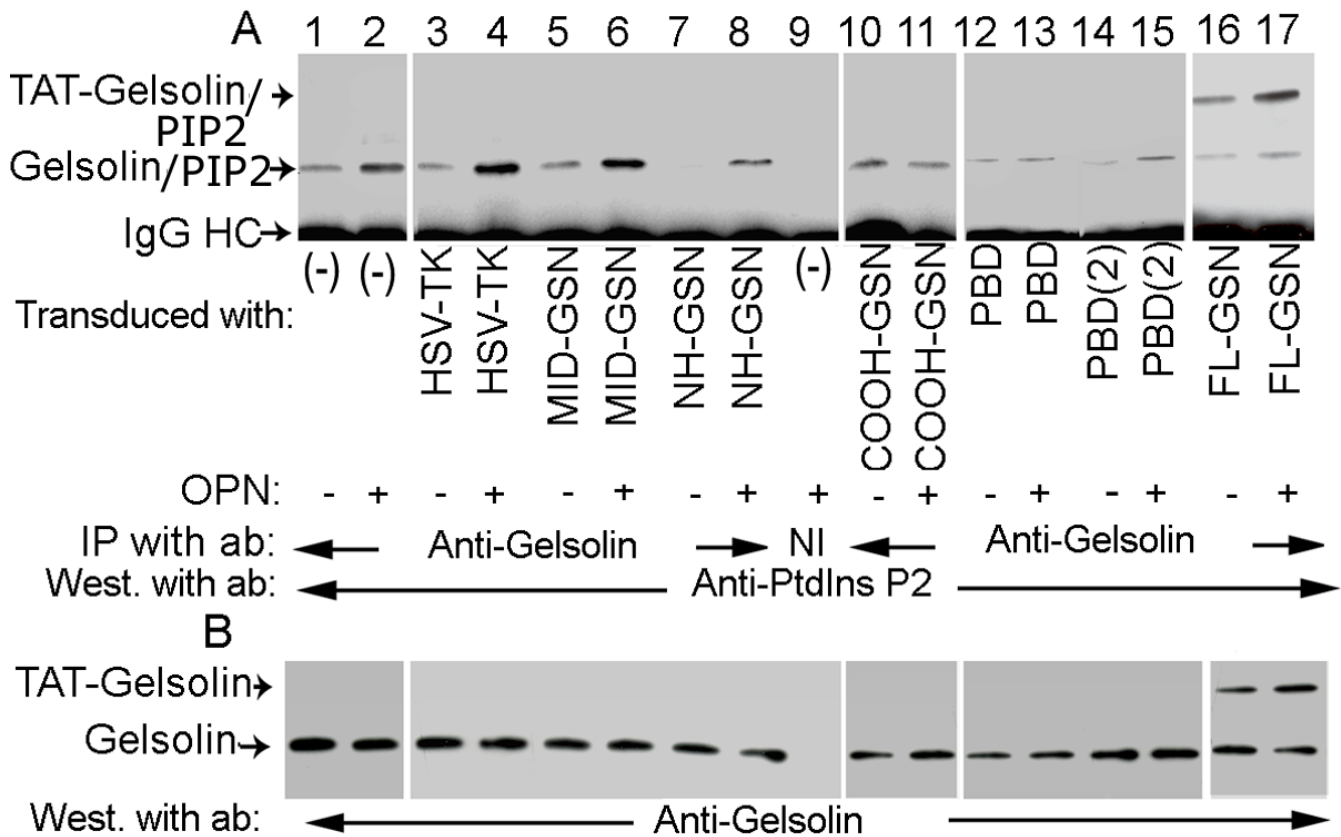 A 1 2 3 4 5 6 7 8 9 10 11 12 13 14 15 16 17
TAT-Gelsolin/
PIP2
Gelsolin/PIP2
IgG HC
Transduced with: (-) (-) HSV-TK HSV-TK MID-GSN MID-GSN NH-GSN NH-GSN (-) COOH-GSN COOH-GSN PBD PBD PBD(2) PBD(2) FL-GSN FL-GSN
OPN: - + - + - + - + + - + - + - + - +
IP with ab: Anti-Gelsolin NI Anti-Gelsolin
West. with ab: Anti-PtdIns P2
B
TAT-Gelsolin
Gelsolin
West. with ab: Anti-Gelsolin